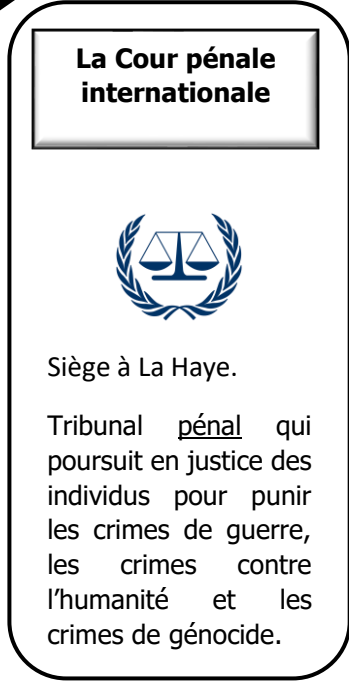 La Cour pénale
internationale
Siège à La Haye.
Tribunal pénal qui
poursuit en justice des
individus pour punir
les crimes de guerre,
les crimes contre
l’humanité et les
crimes de génocide.